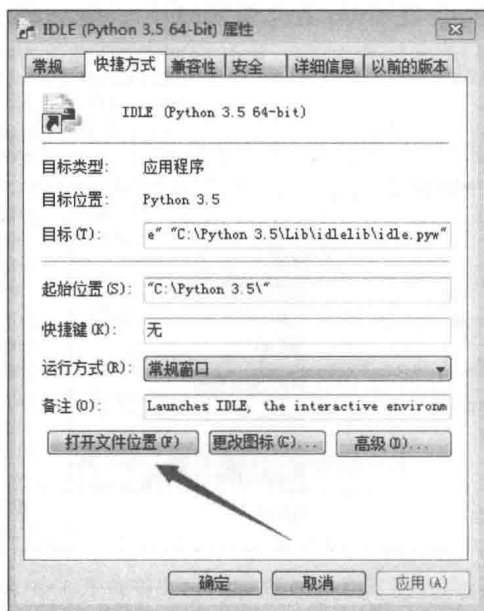 IDLE (Python 3.5 64-bit) 属性
常规 快捷方式 兼容性 安全 详细信息 以前的版本
IDLE (Python 3.5 64-bit)
目标类型: 应用程序
目标位置: Python 3.5
目标(T): e" "C:\Python 3.5\Lib\idlelib\idle.pyw"
起始位置(S): "C:\Python 3.5\"
快捷键(K): 无
运行方式(R): 常规窗口
备注(O): Launches IDLE, the interactive environm
打开文件位置(F) 更改图标(C)... 高级(D)...
确定 取消 应用(A)